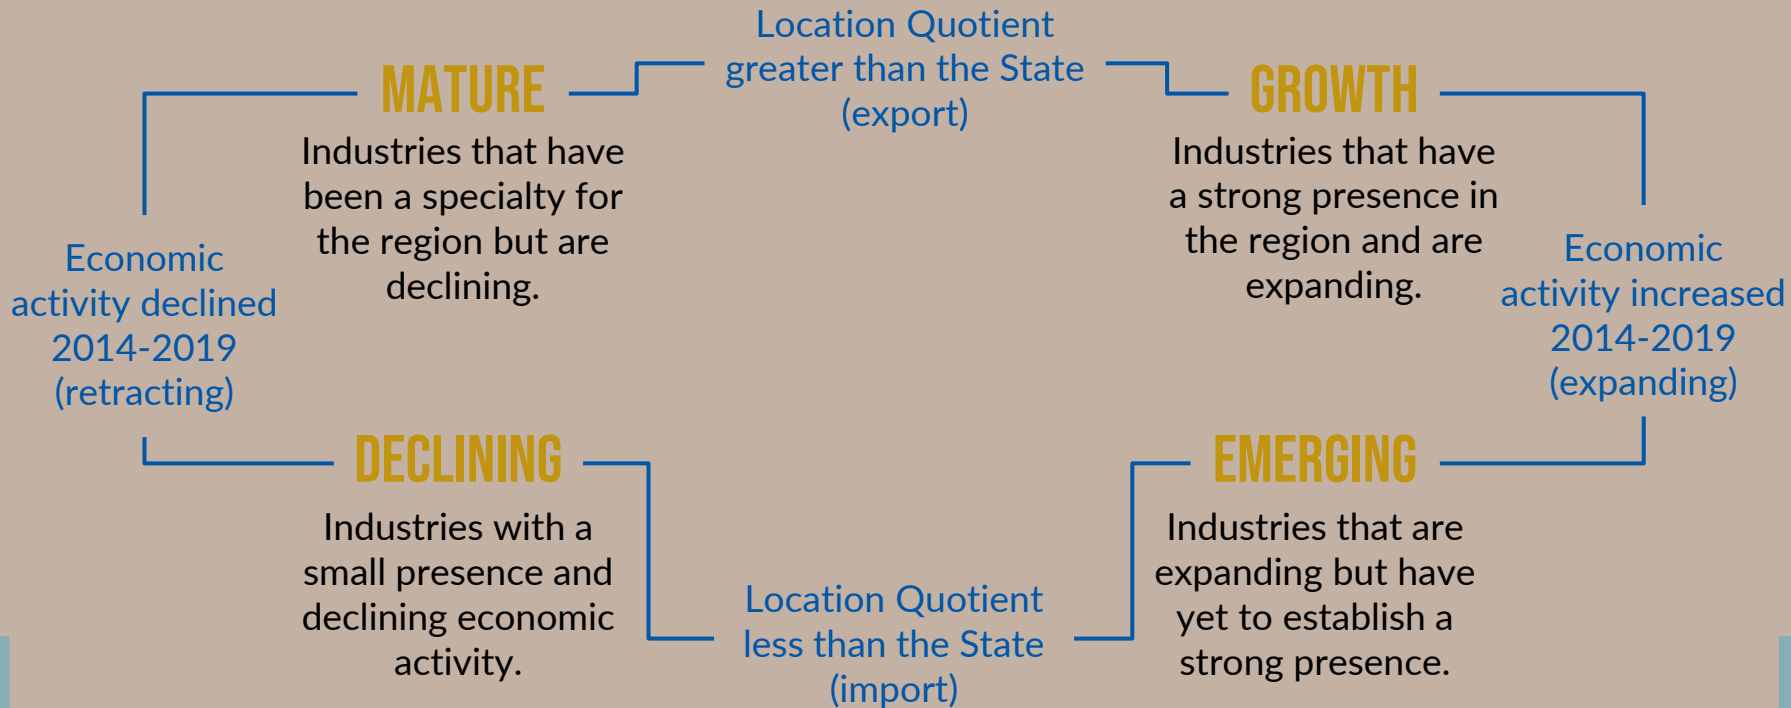 Location Quotient
greater than the State
(export)
MATURE
Industries that have
been a specialty for
the region but are
declining.
GROWTH
Industries that have
a strong presence in
the region and are
expanding.
Economic
activity declined
2014-2019
(retracting)
Economic
activity increased
2014-2019
(expanding)
DECLINING
Industries with a
small presence and
declining economic
activity.
EMERGING
Industries that are
expanding but have
yet to establish a
strong presence.
Location Quotient
less than the State
(import)